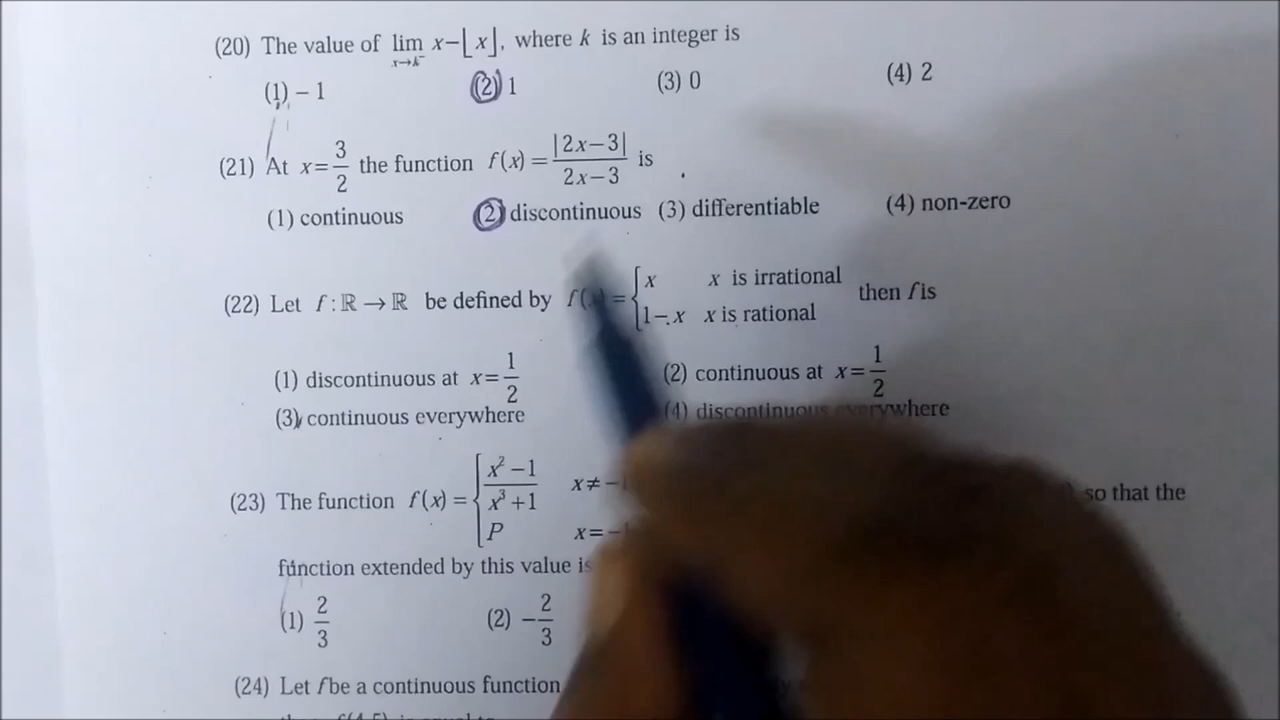 (20) The value of lim x→k⁻ x−⌊x⌋, where k is an integer is
(1) −1 (2) 1 (3) 0 (4) 2
(21) At x=3/2 the function f(x)=|2x−3|/2x−3 is
(1) continuous (2) discontinuous (3) differentiable (4) non-zero
(22) Let f : ℝ → ℝ be defined by f(x) = { x x is irrational
1−x x is rational then f is
(1) discontinuous at x=1/2 (2) continuous at x=1/2
(3) continuous everywhere (4) discontinuous everywhere
(23) The function f(x) = { x²−1/x³+1 x≠−1 so that the
P x=−
function extended by this value is
(1) 2/3 (2) −2/3
(24) Let f be a continuous function